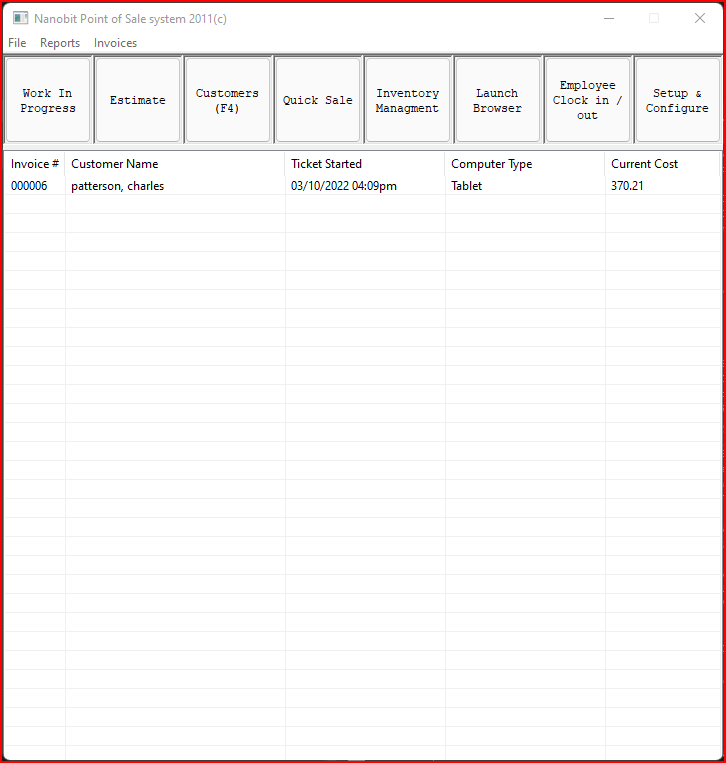 Nanobit Point of Sale system 2011(c)
File Reports Invoices
Work In
Progress
Estimate
Customers
(F4)
Quick Sale
Inventory
Managment
Launch
Browser
Employee
Clock in /
out
Setup &
Configure
Invoice # Customer Name Ticket Started Computer Type Current Cost
000006 patterson, charles 03/10/2022 04:09pm Tablet 370.21